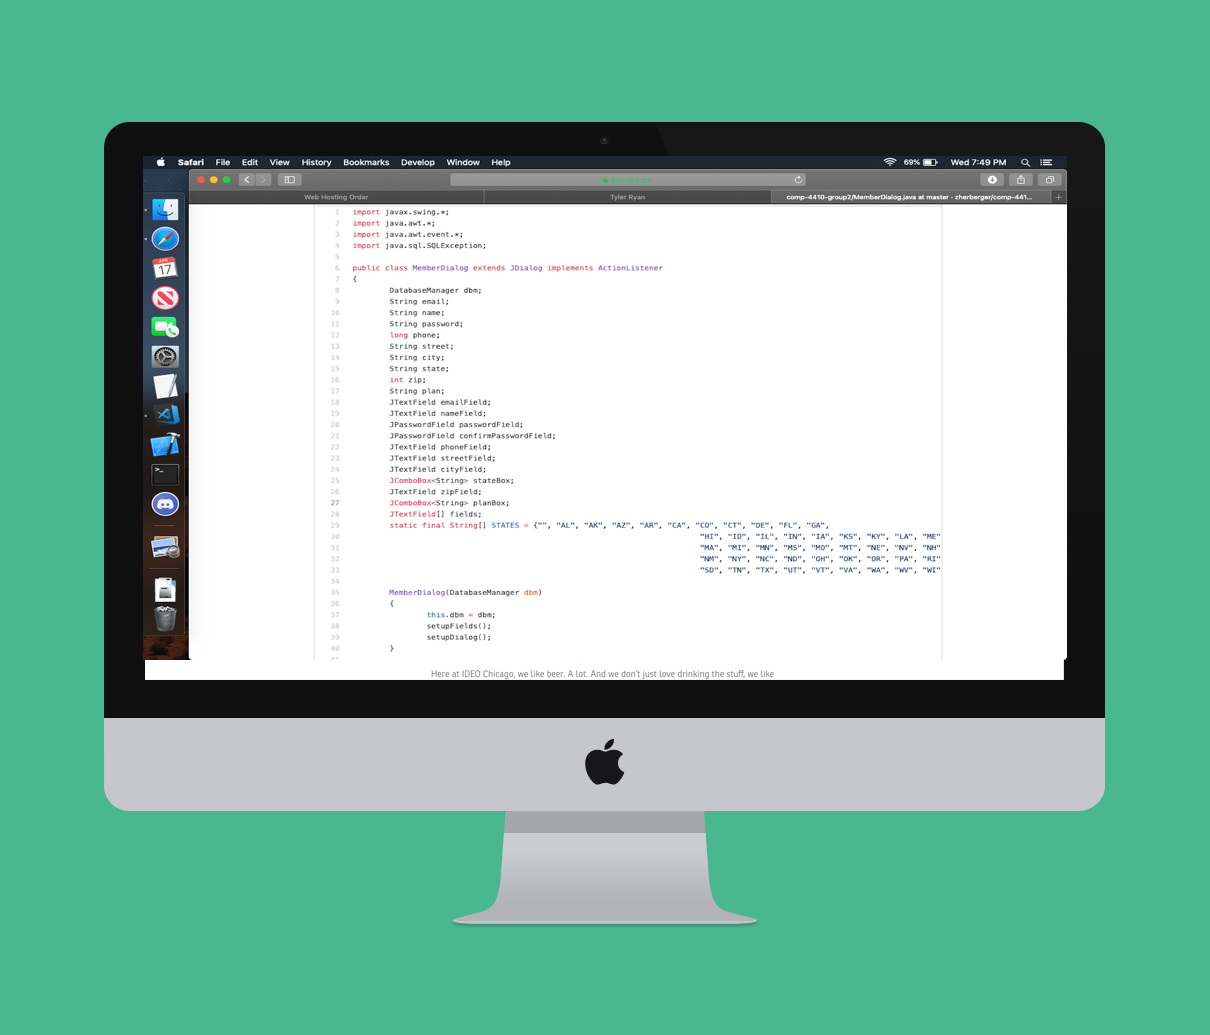 Safari File Edit View History Bookmarks Develop Window Help 69% Wed 7:49 PM
Web Hosting Order Tyler Ryan comp-4410-group2/MemberDialog.java at master · zherberger/comp-441...
1 import javax.swing.*;
2 import java.awt.*;
3 import java.awt.event.*;
4 import java.sql.SQLException;
5
6 public class MemberDialog extends JDialog implements ActionListener
7 {
8 DatabaseManager dbm;
9 String email;
10 String name;
11 String password;
12 long phone;
13 String street;
14 String city;
15 String state;
16 int zip;
17 String plan;
18 JTextField emailField;
19 JTextField nameField;
20 JPasswordField passwordField;
21 JPasswordField confirmPasswordField;
22 JTextField phoneField;
23 JTextField streetField;
24 JTextField cityField;
25 JComboBox<String> stateBox;
26 JTextField zipField;
27 JComboBox<String> planBox;
28 JTextField[] fields;
29 static final String[] STATES = {"", "AL", "AK", "AZ", "AR", "CA", "CO", "CT", "DE", "FL", "GA",
30 "HI", "ID", "IL", "IN", "IA", "KS", "KY", "LA", "ME"
31 "MA", "MI", "MN", "MS", "MO", "MT", "NE", "NV", "NH"
32 "NM", "NY", "NC", "ND", "OH", "OK", "OR", "PA", "RI"
33 "SD", "TN", "TX", "UT", "VT", "VA", "WA", "WV", "WI"
34
35 MemberDialog(DatabaseManager dbm)
36 {
37 this.dbm = dbm;
38 setupFields();
39 setupDialog();
40 }
APR
17
>_
Here at IDEO Chicago, we like beer. A lot. And we don't just love drinking the stuff, we like